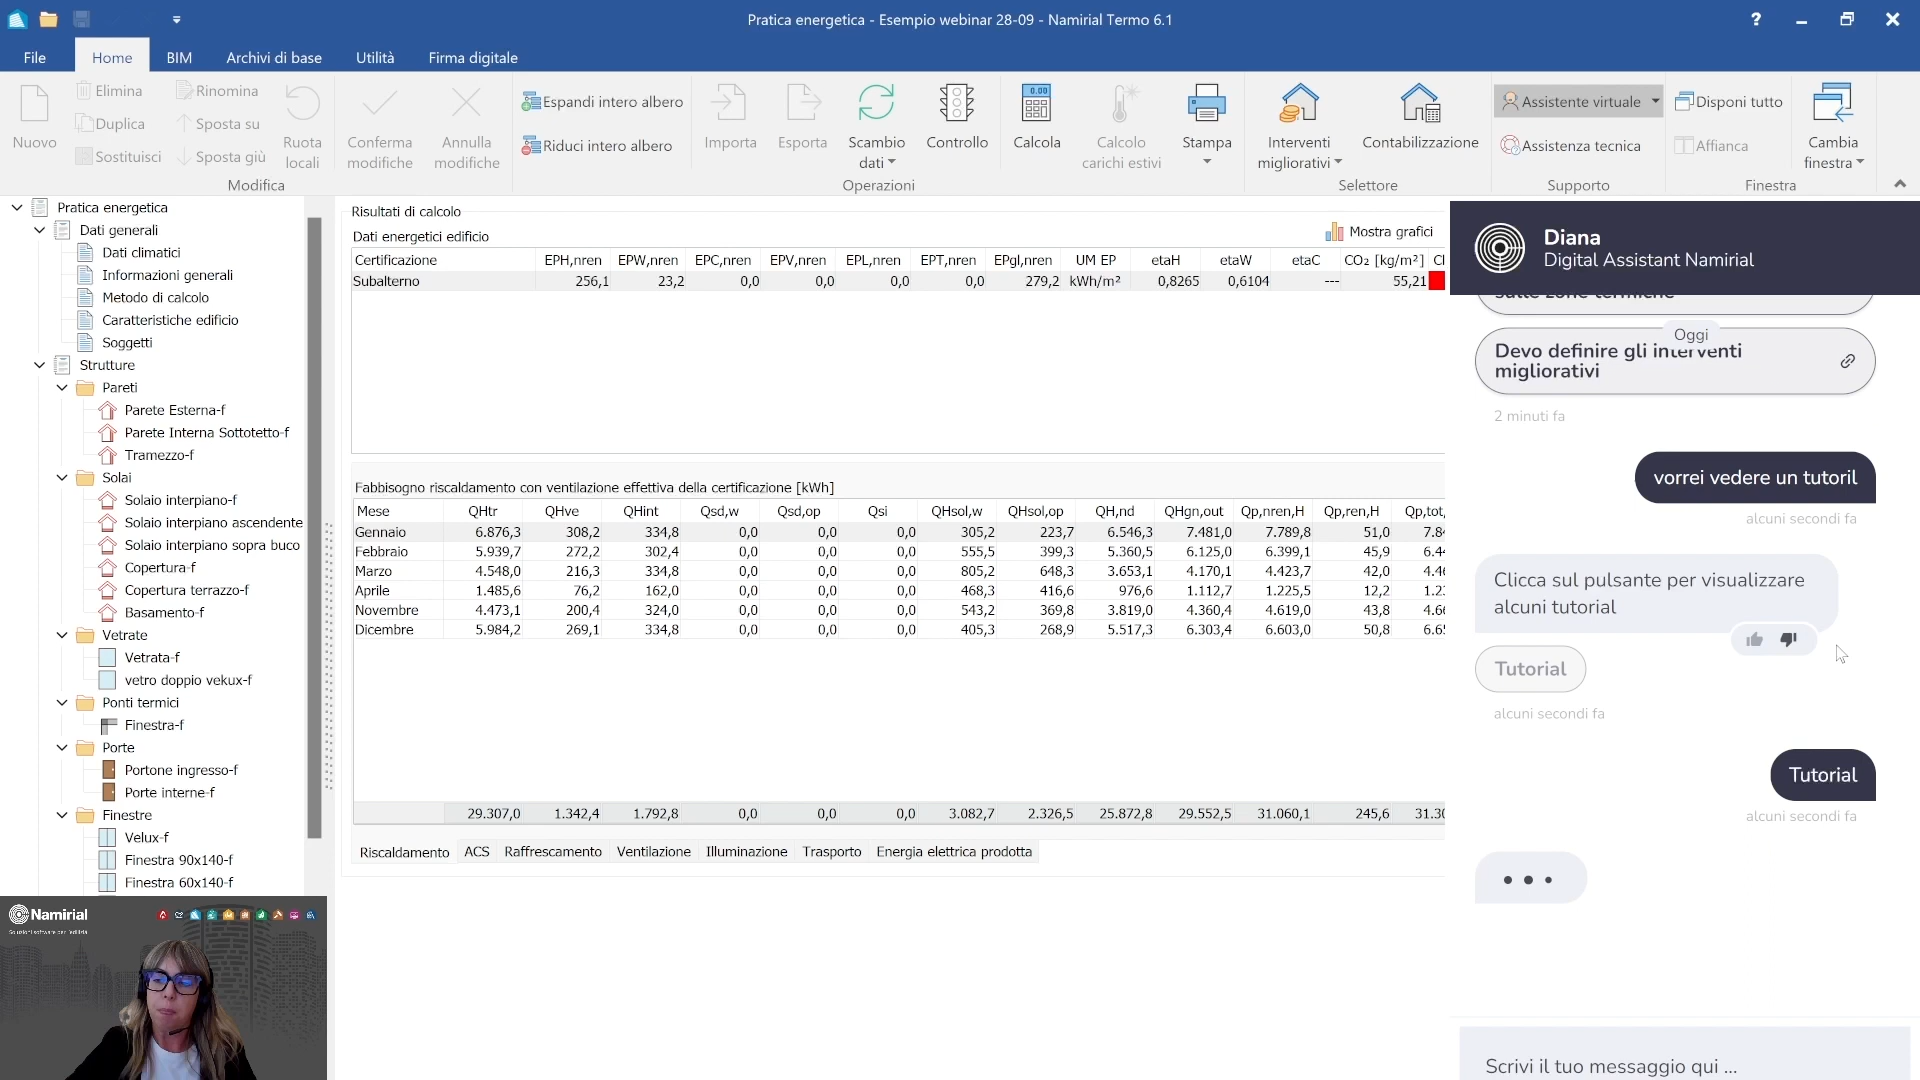 Pratica energetica - Esempio webinar 28-09 - Namirial Termo 6.1
File Home BIM Archivi di base Utilità Firma digitale
Nuovo
Elimina
Duplica
Sostituisci
Rinomina
Sposta su
Sposta giù
Ruota
locali
Modifica
Conferma
modifiche
Annulla
modifiche
Espandi intero albero
Riduci intero albero
Importa
Esporta
Scambio
dati
Controllo
Operazioni
Calcola
Calcolo
carichi estivi
Stampa
Interventi
migliorativi
Contabilizzazione
Selettore
Assistente virtuale
Assistenza tecnica
Supporto
Disponi tutto
Affianca
Cambia
finestra
Finestra
Pratica energetica
Dati generali
Dati climatici
Informazioni generali
Metodo di calcolo
Caratteristiche edificio
Soggetti
Strutture
Pareti
Parete Esterna-f
Parete Interna Sottotetto-f
Tramezzo-f
Solai
Solaio interpiano-f
Solaio interpiano ascendente
Solaio interpiano sopra buco
Copertura-f
Copertura terrazzo-f
Basamento-f
Vetrate
Vetrata-f
vetro doppio vekux-f
Ponti termici
Finestra-f
Porte
Portone ingresso-f
Porte interne-f
Finestre
Velux-f
Finestra 90x140-f
Finestra 60x140-f
Namirial
Soluzioni software per l'edilizia
Risultati di calcolo
Dati energetici edificio
Mostra grafici
Certificazione EPH,nren EPW,nren EPC,nren EPV,nren EPL,nren EPT,nren EPgl,nren UM EP etaH etaW etaC CO₂ [kg/m²] Cl
Subalterno 256,1 23,2 0,0 0,0 0,0 0,0 279,2 kWh/m² 0,8265 0,6104 --- 55,21
Fabbisogno riscaldamento con ventilazione effettiva della certificazione [kWh]
Mese QHtr QHve QHint Qsd,w Qsd,op Qsi QHsol,w QHsol,op QH,nd QHgn,out Qp,nren,H Qp,ren,H Qp,tot,
Gennaio 6.876,3 308,2 334,8 0,0 0,0 0,0 305,2 223,7 6.546,3 7.481,0 7.789,8 51,0 7.84
Febbraio 5.939,7 272,2 302,4 0,0 0,0 0,0 555,5 399,3 5.360,5 6.125,0 6.399,1 45,9 6.44
Marzo 4.548,0 216,3 334,8 0,0 0,0 0,0 805,2 648,3 3.653,1 4.170,1 4.423,7 42,0 4.46
Aprile 1.485,6 76,2 162,0 0,0 0,0 0,0 468,3 416,6 976,6 1.112,7 1.225,5 12,2 1.23
Novembre 4.473,1 200,4 324,0 0,0 0,0 0,0 543,2 369,8 3.819,0 4.360,4 4.619,0 43,8 4.66
Dicembre 5.984,2 269,1 334,8 0,0 0,0 0,0 405,3 268,9 5.517,3 6.303,4 6.603,0 50,8 6.65
29.307,0 1.342,4 1.792,8 0,0 0,0 0,0 3.082,7 2.326,5 25.872,8 29.552,5 31.060,1 245,6 31.30
Riscaldamento ACS Raffrescamento Ventilazione Illuminazione Trasporto Energia elettrica prodotta
Diana
Digital Assistant Namirial
sulle zone termiche
Oggi
Devo definire gli interventi
migliorativi
2 minuti fa
vorrei vedere un tutoril
alcuni secondi fa
Clicca sul pulsante per visualizzare
alcuni tutorial
Tutorial
alcuni secondi fa
Tutorial
alcuni secondi fa
Scrivi il tuo messaggio qui ...